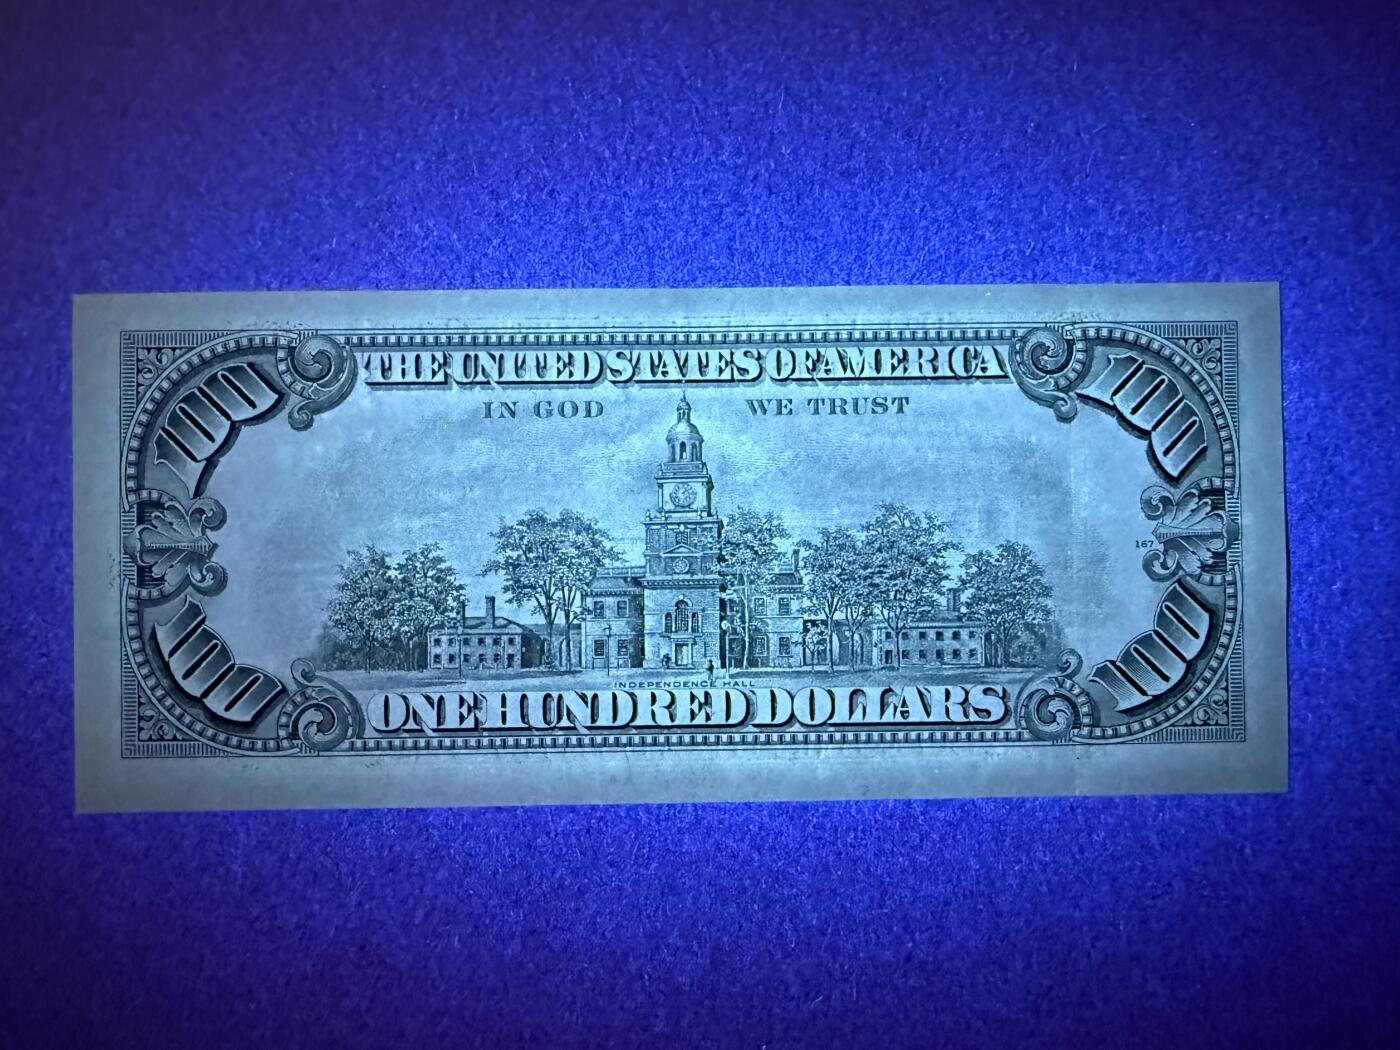 THE UNITED STATES OF AMERICA
IN GOD WE TRUST
100 100
167
100 100
INDEPENDENCE HALL
ONE HUNDRED DOLLARS